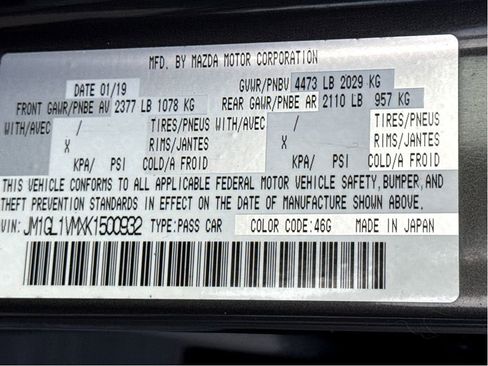 MFD. BY MAZDA MOTOR CORPORATION
DATE 01/19 GVWR/PNBV 4473 LB 2029 KG
FRONT GAWR/PNBE AV 2377 LB 1078 KG REAR GAWR/PNBE AR 2110 LB 957 KG
WITH/AVEC / TIRES/PNEUS WITH/AVEC / TIRES/PNEUS
X RIMS/JANTES X RIMS/JANTES
KPA/ PSI COLD/A FROID KPA/ PSI COLD/A FROID
THIS VEHICLE CONFORMS TO ALL APPLICABLE FEDERAL MOTOR VEHICLE SAFETY, BUMPER, AND
THEFT PREVENTION STANDARDS IN EFFECT ON THE DATE OF MANUFACTURE SHOWN ABOVE.
VIN: JM1GL1VMXK1500932 TYPE:PASS CAR COLOR CODE: 46G MADE IN JAPAN